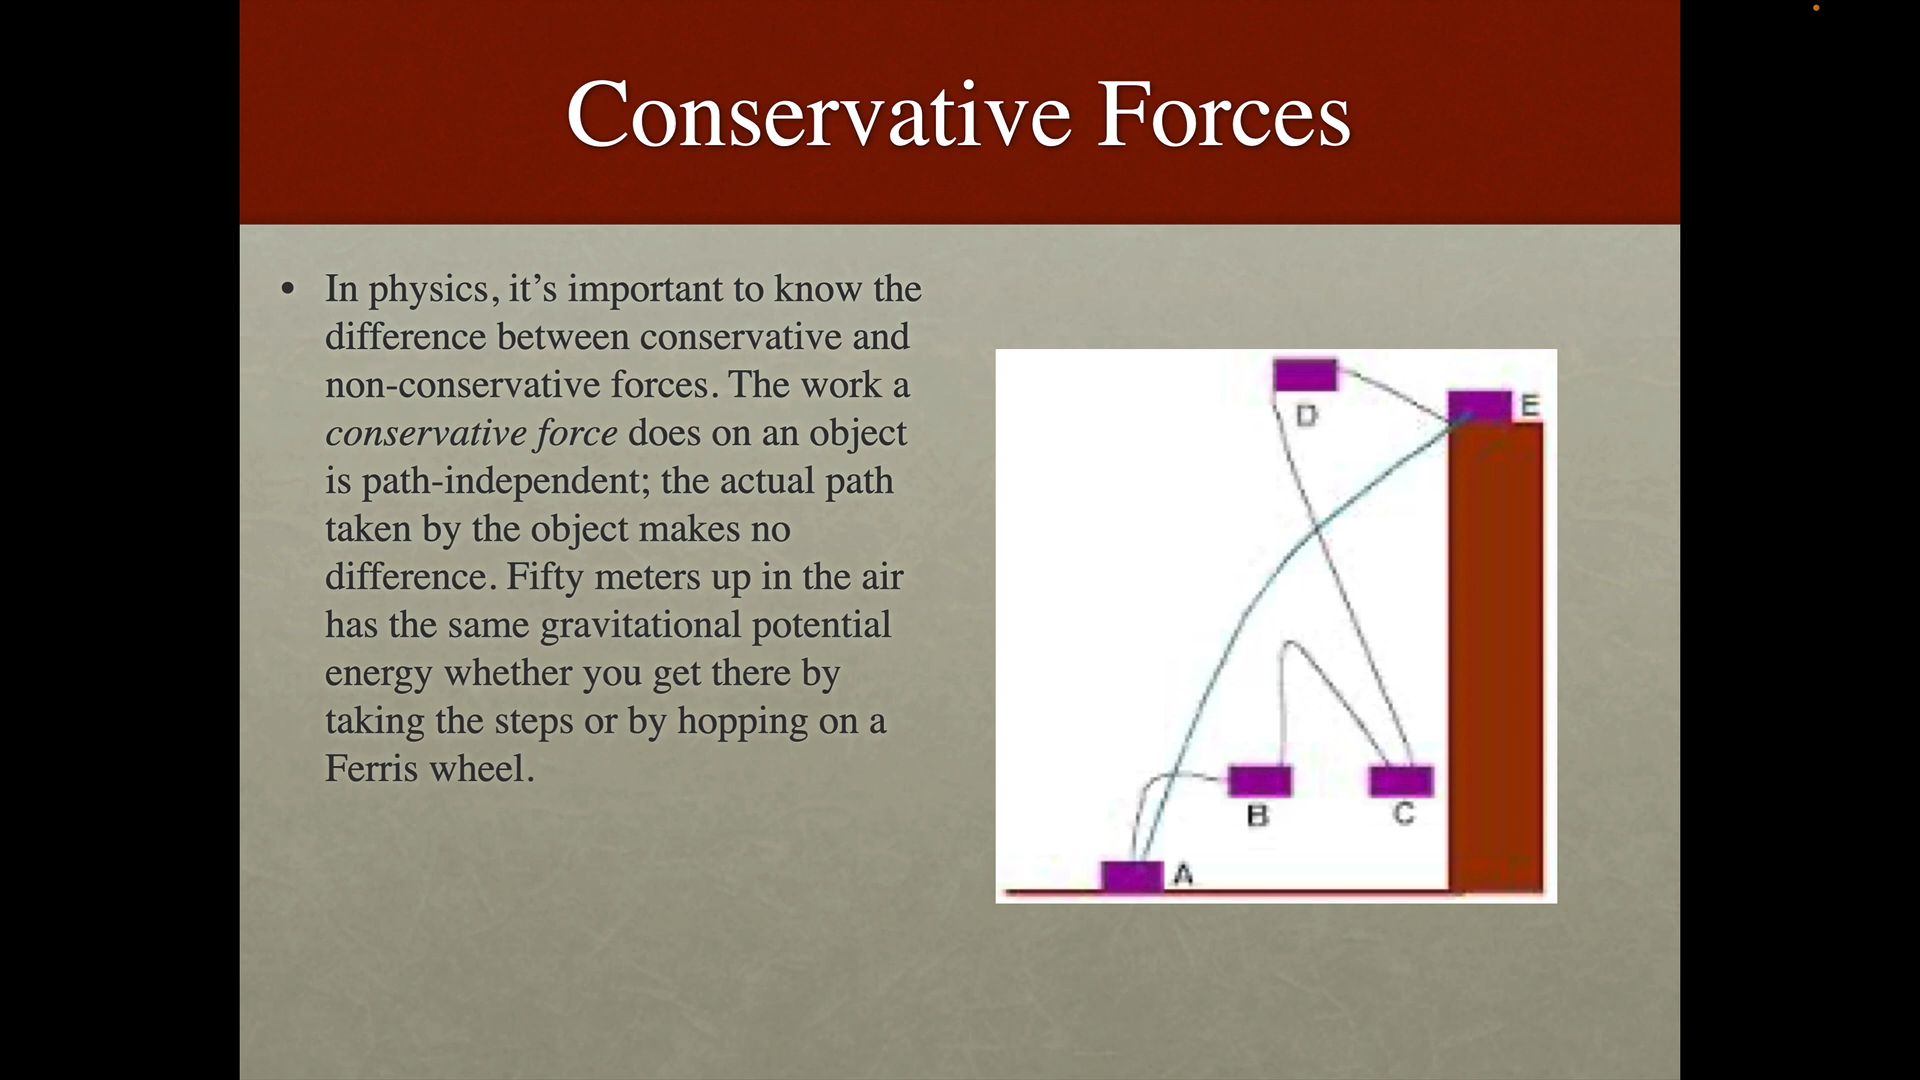 Conservative Forces
• In physics, it’s important to know the
difference between conservative and
non-conservative forces. The work a
conservative force does on an object
is path-independent; the actual path
taken by the object makes no
difference. Fifty meters up in the air
has the same gravitational potential
energy whether you get there by
taking the steps or by hopping on a
Ferris wheel.
D
E
B
C
A